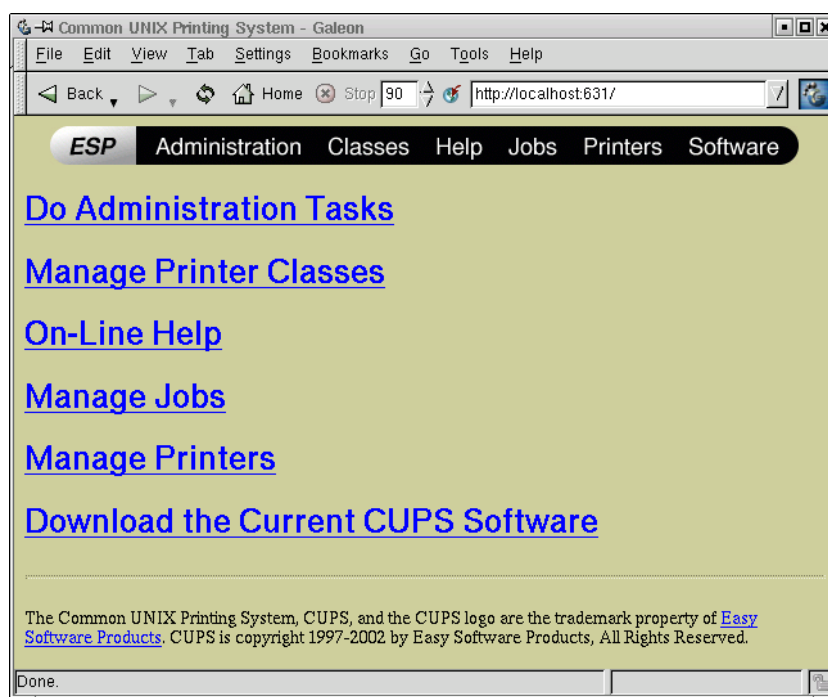 Common UNIX Printing System - Galeon
File Edit View Tab Settings Bookmarks Go Tools Help
Back Home Stop 90 http://localhost:631/
ESP Administration Classes Help Jobs Printers Software
Do Administration Tasks
Manage Printer Classes
On-Line Help
Manage Jobs
Manage Printers
Download the Current CUPS Software
The Common UNIX Printing System, CUPS, and the CUPS logo are the trademark property of Easy
Software Products. CUPS is copyright 1997-2002 by Easy Software Products, All Rights Reserved.
Done.